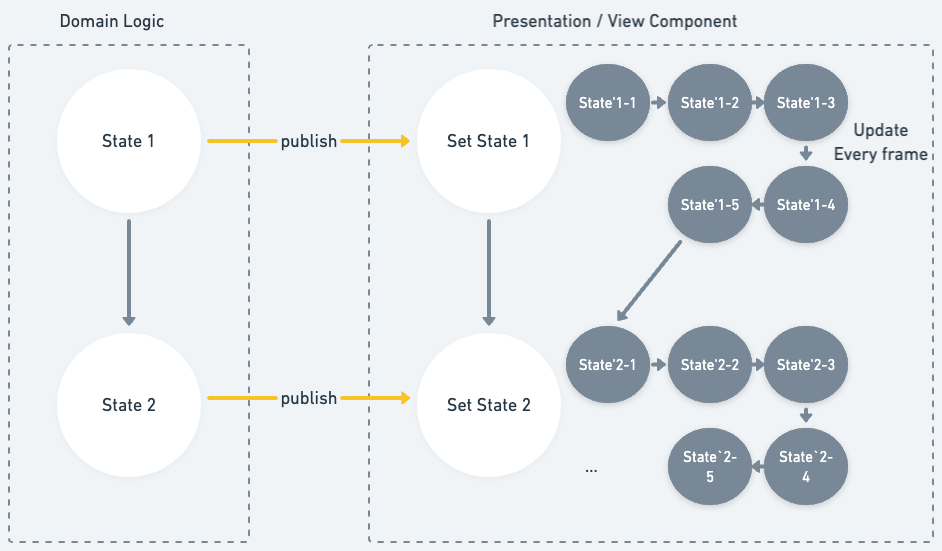 Domain Logic
Presentation / View Component
State 1
publish
Set State 1
State'1-1
State'1-2
State'1-3
Update
Every frame
State'1-5
State'1-4
State 2
publish
Set State 2
State'2-1
State'2-2
State'2-3
...
State`2-
5
State`2-
4